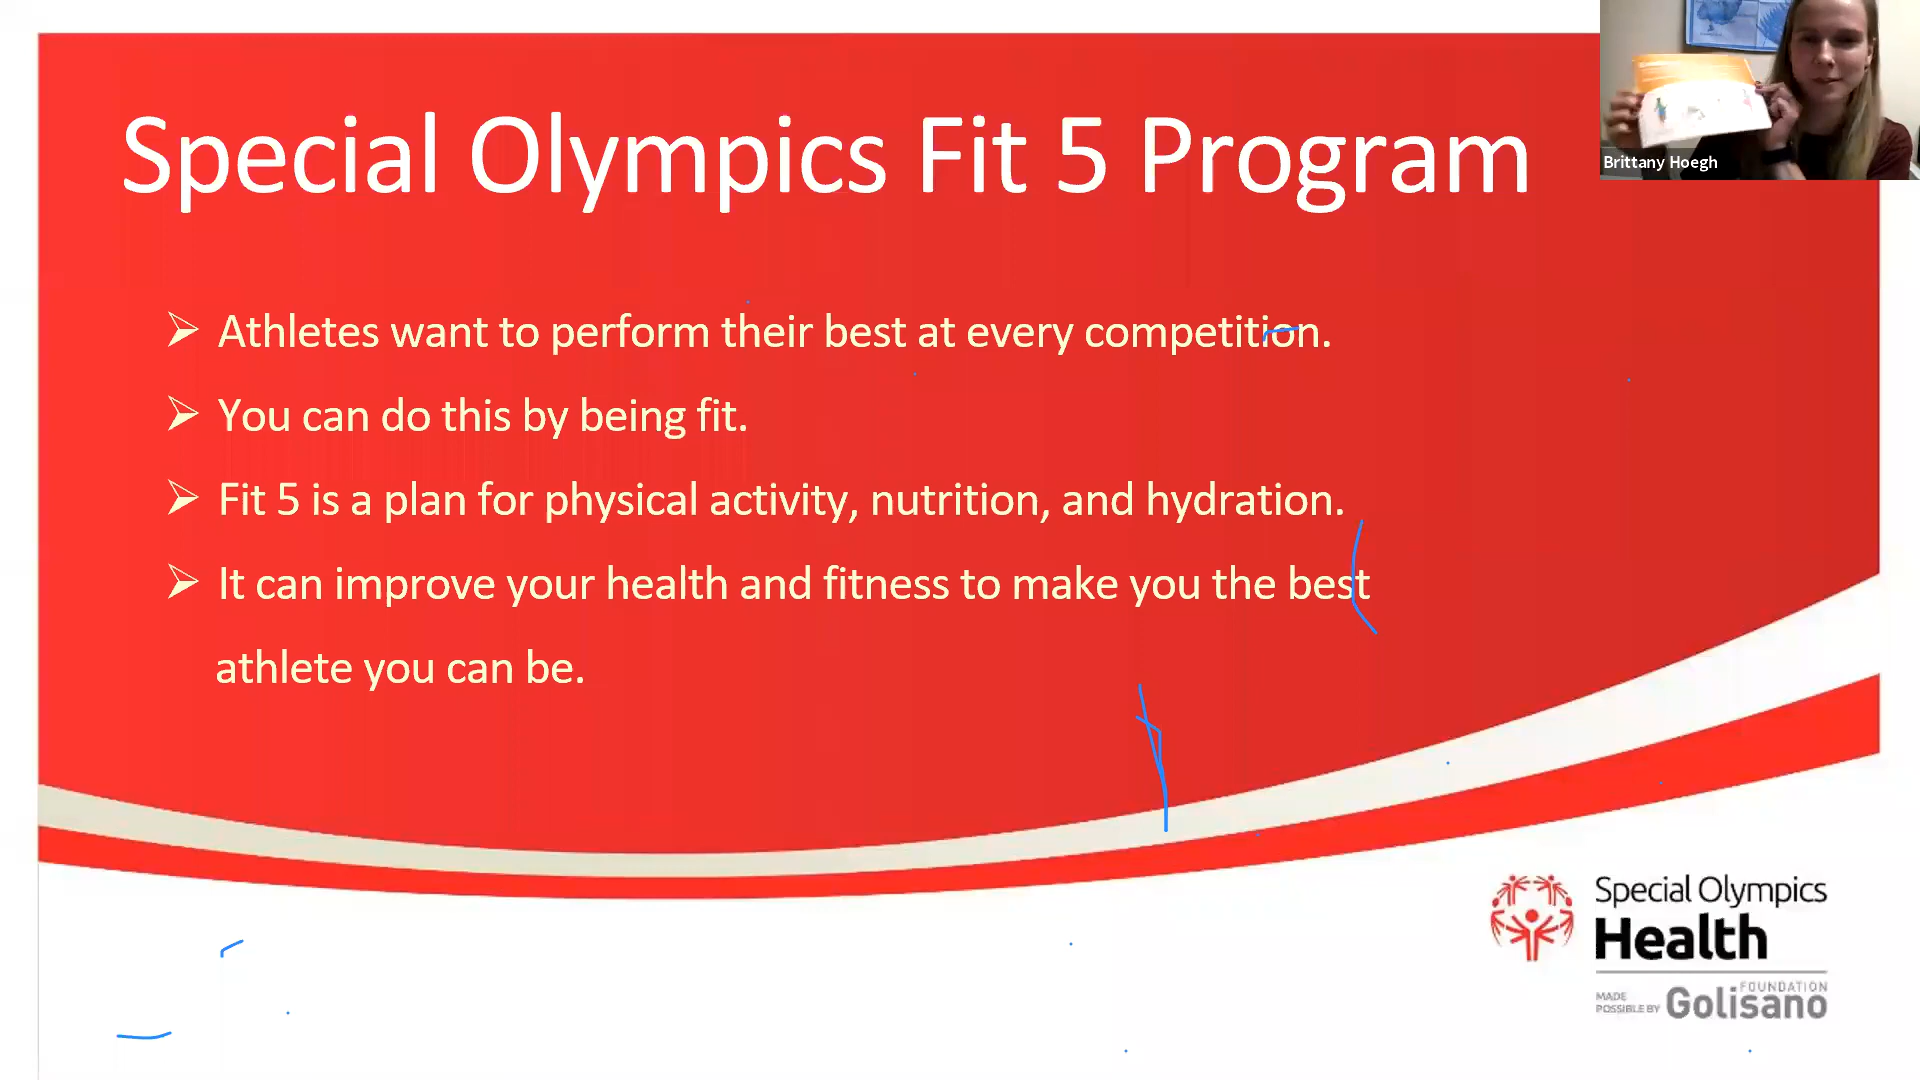 Special Olympics Fit 5 Program
Brittany Hoegh
Athletes want to perform their best at every competition.
You can do this by being fit.
Fit 5 is a plan for physical activity, nutrition, and hydration.
It can improve your health and fitness to make you the best
athlete you can be.
Special Olympics
Health
MADE
POSSIBLE BY
FOUNDATION
Golisano